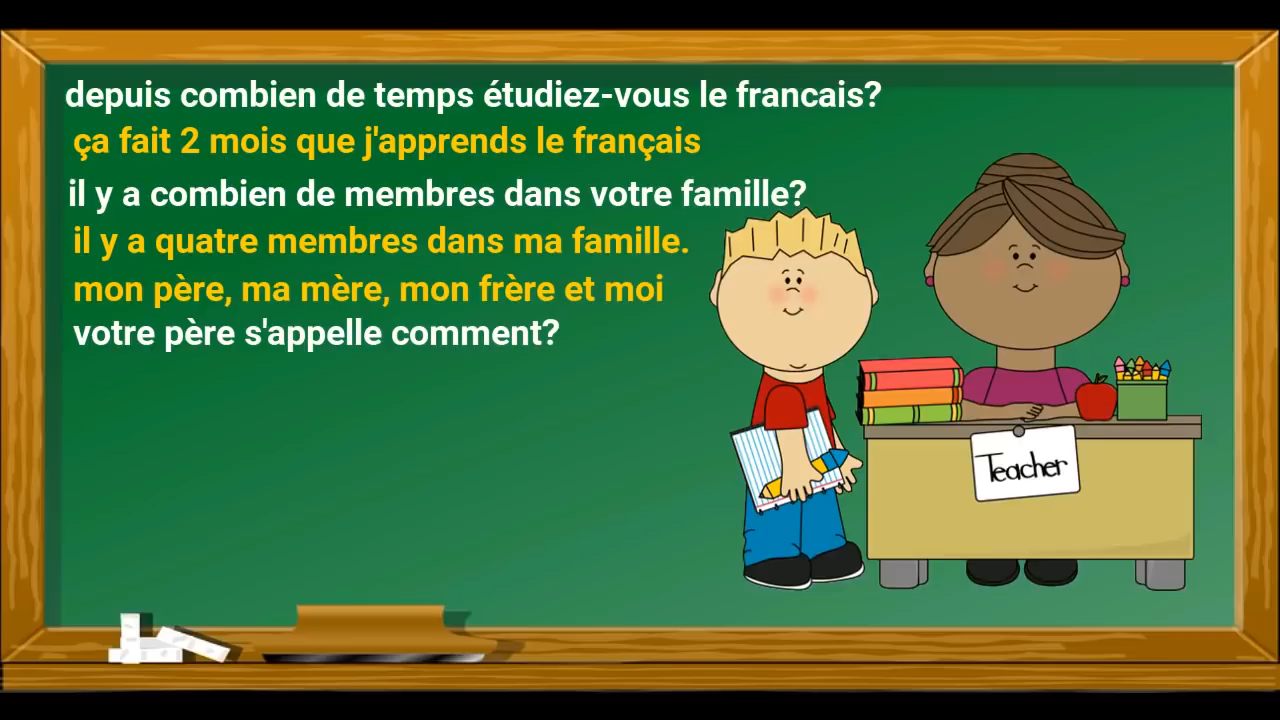 depuis combien de temps étudiez-vous le francais?
ça fait 2 mois que j'apprends le français
il y a combien de membres dans votre famille?
il y a quatre membres dans ma famille.
mon père, ma mère, mon frère et moi
votre père s'appelle comment?
Teacher